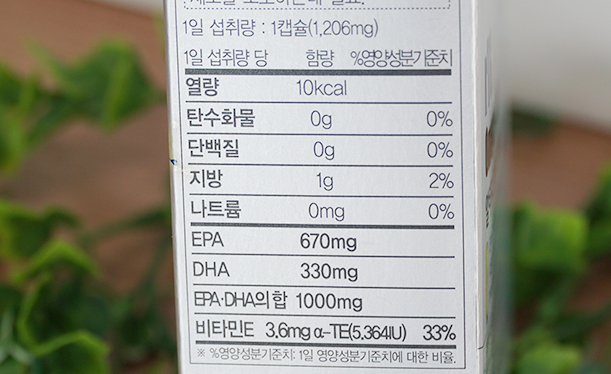 1일 섭취량 : 1캡슐(1,206mg)
1일 섭취량 당 함량 %영양성분기준치
열량 10kcal
탄수화물 0g 0%
단백질 0g 0%
지방 1g 2%
나트륨 0mg 0%
EPA 670mg
DHA 330mg
EPA·DHA의 합 1000mg
비타민E 3.6mg α-TE(5.364IU) 33%
※ %영양성분기준치: 1일 영양성분기준치에 대한 비율.